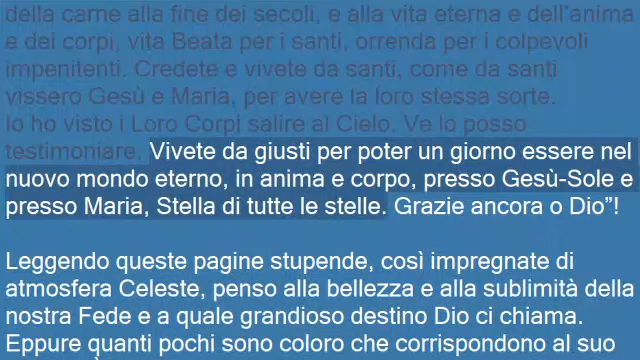 della carne alla fine dei secoli, e alla vita eterna e dell'anima
e dei corpi, vita Beata per i santi, orrenda per i colpevoli
impenitenti. Credete e vivete da santi, come da santi
vissero Gesù e Maria, per avere la loro stessa sorte.
Io ho visto i Loro Corpi salire al Cielo. Ve lo posso
testimoniare. Vivete da giusti per poter un giorno essere nel
nuovo mondo eterno, in anima e corpo, presso Gesù-Sole e
presso Maria, Stella di tutte le stelle. Grazie ancora o Dio”!
Leggendo queste pagine stupende, così impregnate di
atmosfera Celeste, penso alla bellezza e alla sublimità della
nostra Fede e a quale grandioso destino Dio ci chiama.
Eppure quanti pochi sono coloro che corrispondono al suo